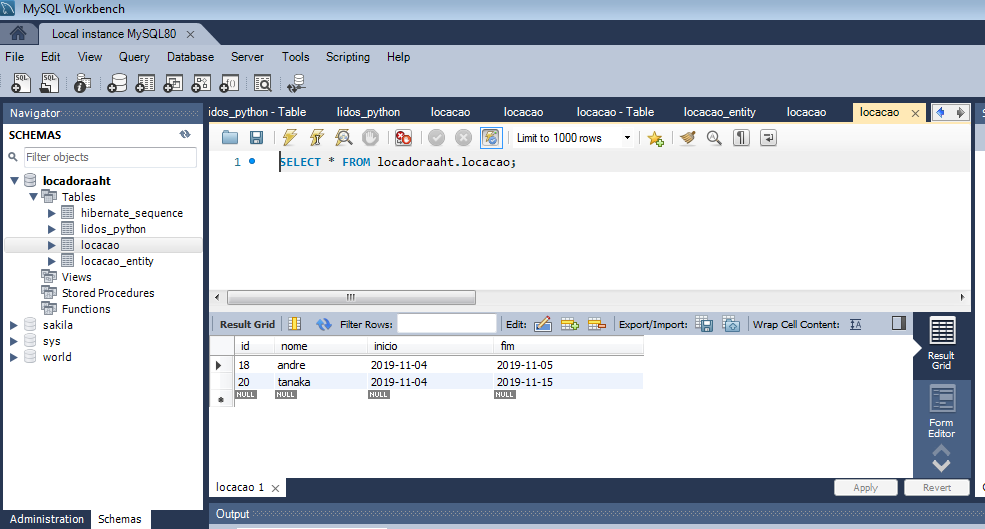 MySQL Workbench
Local instance MySQL80
File Edit View Query Database Server Tools Scripting Help
Navigator
SCHEMAS
Filter objects
locadoraaht
Tables
hibernate_sequence
lidos_python
locacao
locacao_entity
Views
Stored Procedures
Functions
sakila
sys
world
Administration Schemas
idos_python - Table lidos_python locacao locacao locacao - Table locacao_entity locacao locacao
Limit to 1000 rows
1 SELECT * FROM locadoraaht.locacao;
Result Grid Filter Rows: Edit: Export/Import: Wrap Cell Content:
id nome inicio fim
18 andre 2019-11-04 2019-11-05
20 tanaka 2019-11-04 2019-11-15
NULL NULL NULL NULL
Result
Grid
Form
Editor
locacao 1
Apply Revert
Output